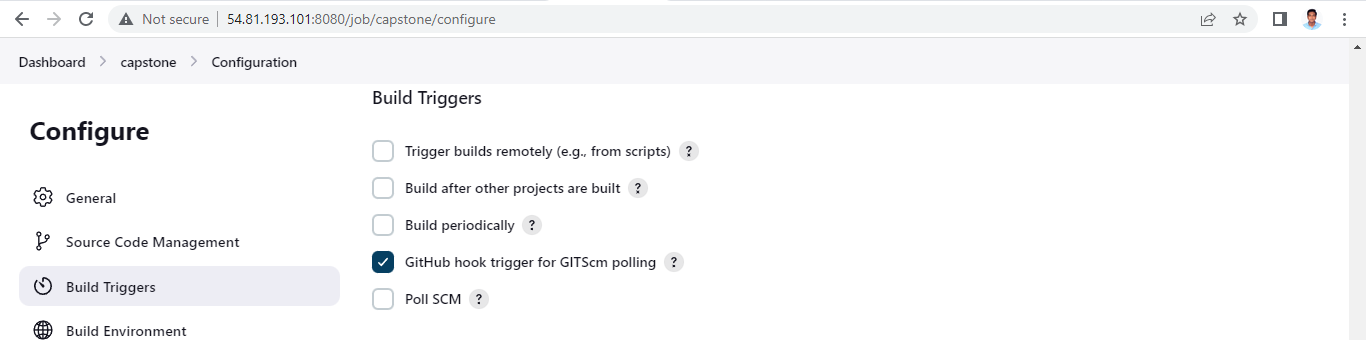 Not secure | 54.81.193.101:8080/job/capstone/configure
Dashboard > capstone > Configuration
Configure
General
Source Code Management
Build Triggers
Build Environment
Build Triggers
Trigger builds remotely (e.g., from scripts) ?
Build after other projects are built ?
Build periodically ?
GitHub hook trigger for GITScm polling ?
Poll SCM ?